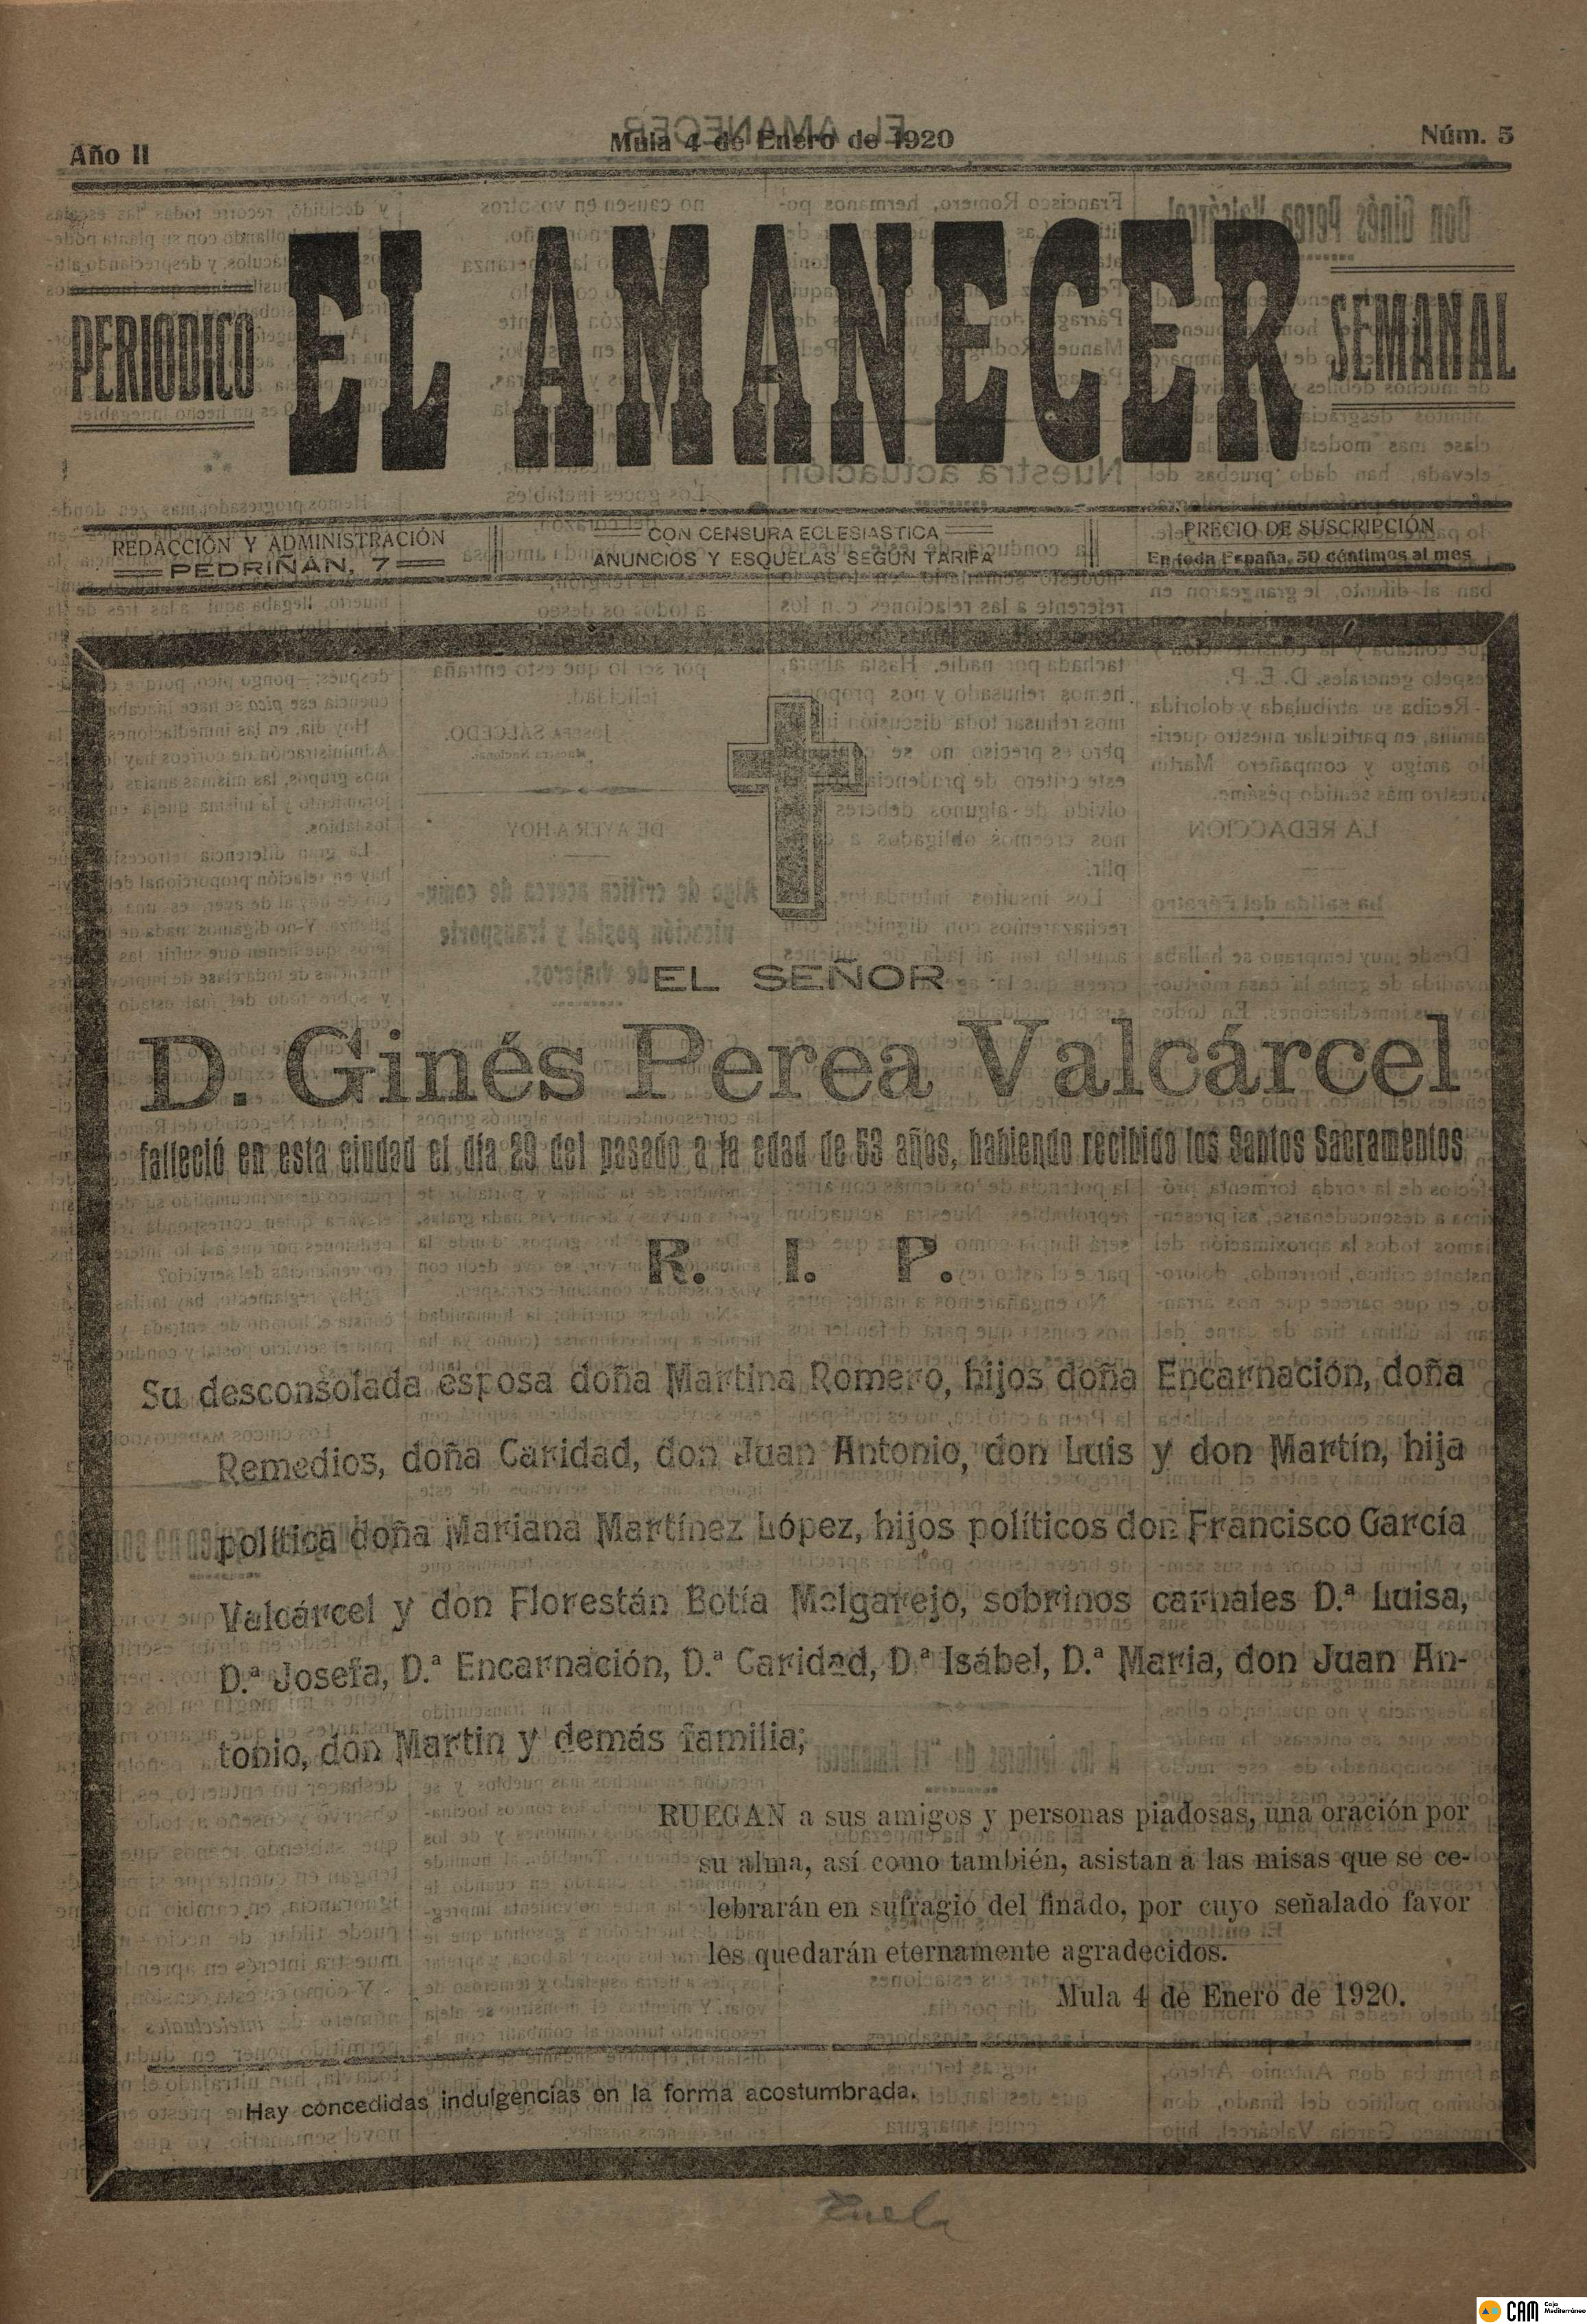 Año II
Mula 4 de Enero de 1920
Núm. 5
PERIODICO
EL AMANECER
SEMANAL
REDACCIÓN Y ADMINISTRACIÓN
PEDRIÑAN, 7
CON CENSURA ECLESIASTICA
ANUNCIOS Y ESQUELAS SEGÚN TARIFA
PRECIO DE SUSCRIPCIÓN
En toda España, 50 céntimos al mes
EL SEÑOR
D. Ginés Perea Valcárcel
falleció en esta ciudad el día 29 del pasado a la edad de 53 años, habiendo recibido los Santos Sacramentos
R. I. P.
Su desconsolada esposa doña Martina Romero, hijos doña Encarnación, doña
Remedios, doña Caridad, don Juan Antonio, don Luis y don Martín, hija
política doña Mariana Martínez López, hijos políticos don Francisco García
Valcárcel y don Florestán Botía Melgarejo, sobrinos carnales D.ª Luisa,
D.ª Josefa, D.ª Encarnación, D.ª Caridad, D.ª Isábel, D.ª Maria, don Juan An-
tonio, don Martin y demás familia;
RUEGAN a sus amigos y personas piadosas, una oración por
su alma, así como también, asistan a las misas que se ce-
lebrarán en sufragio del finado, por cuyo señalado favor
les quedarán eternamente agradecidos.
Mula 4 de Enero de 1920.
Hay concedidas indulgencias en la forma acostumbrada.
CAM Caja Mediterráneo